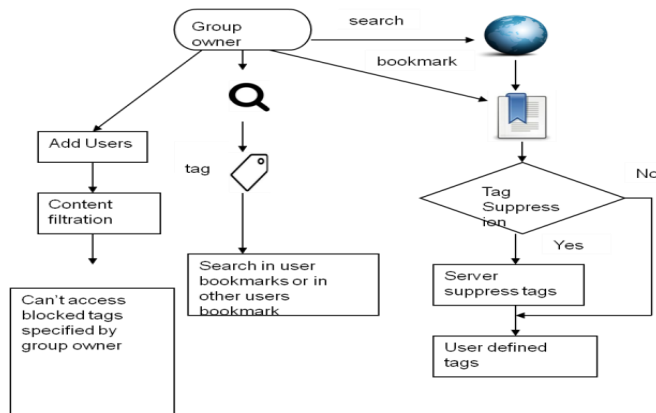 Group
owner
search
bookmark
Add Users
tag
Content
filtration
Can't access
blocked tags
specified by
group owner
Search in user
bookmarks or in
other users
bookmark
Tag
Suppress
ion
No
Yes
Server
suppress tags
User defined
tags